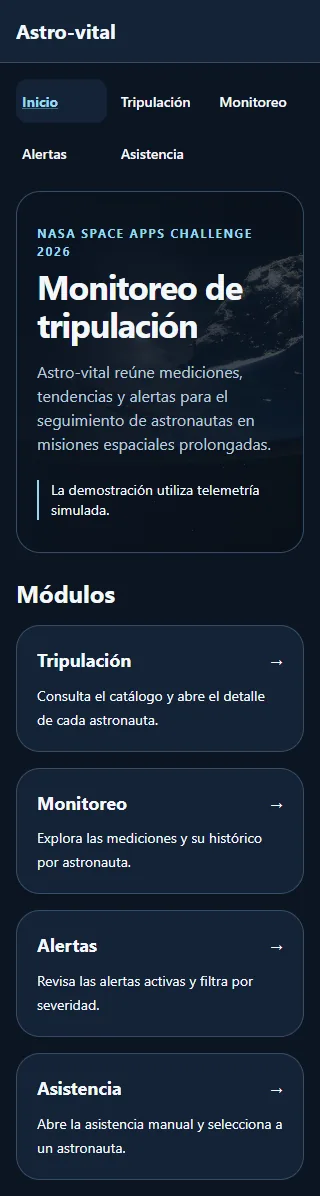 Astro-vital
Inicio
Tripulación
Monitoreo
Alertas
Asistencia
NASA SPACE APPS CHALLENGE
2026
Monitoreo de
tripulación
Astro-vital reúne mediciones,
tendencias y alertas para el
seguimiento de astronautas en
misiones espaciales prolongadas.
La demostración utiliza telemetría
simulada.
Módulos
Tripulación →
Consulta el catálogo y abre el detalle
de cada astronauta.
Monitoreo →
Explora las mediciones y su histórico
por astronauta.
Alertas →
Revisa las alertas activas y filtra por
severidad.
Asistencia →
Abre la asistencia manual y selecciona a
un astronauta.